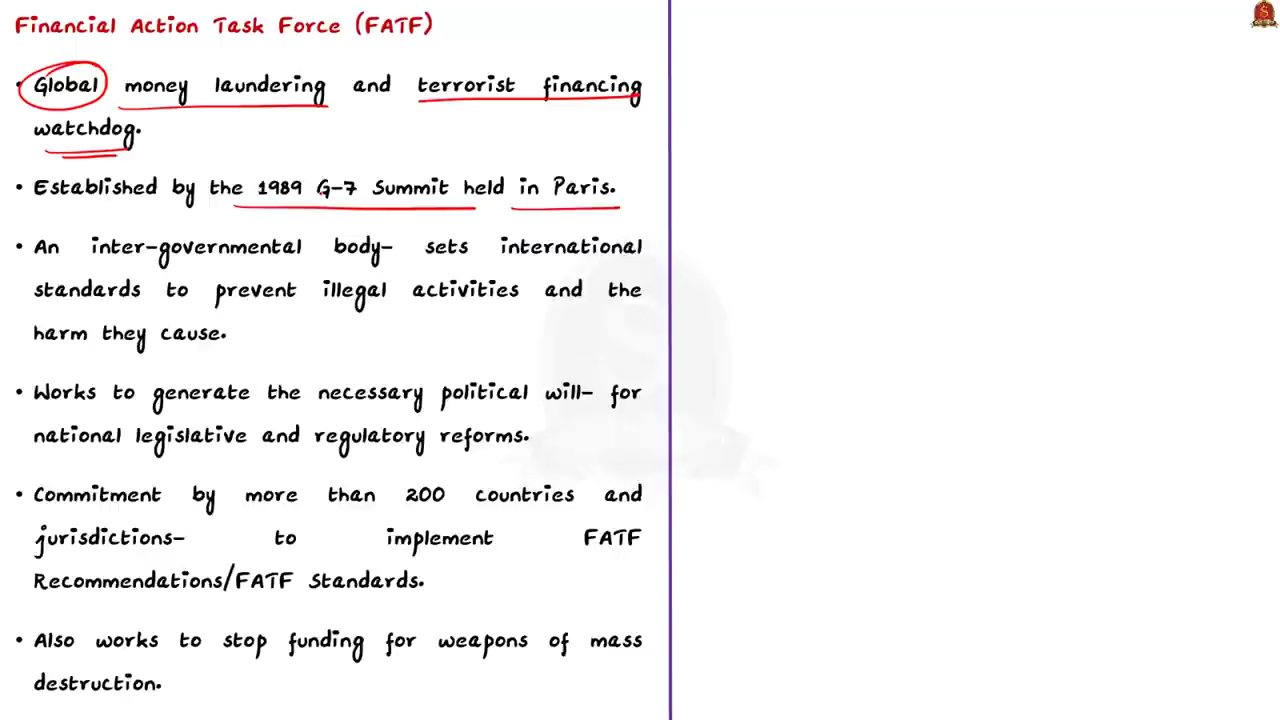 Financial Action Task Force (FATF)
• Global money laundering and terrorist financing
watchdog.
• Established by the 1989 G-7 Summit held in Paris.
• An inter-governmental body- sets international
standards to prevent illegal activities and the
harm they cause.
• Works to generate the necessary political will- for
national legislative and regulatory reforms.
• Commitment by more than 200 countries and
jurisdictions- to implement FATF
Recommendations/FATF Standards.
• Also works to stop funding for weapons of mass
destruction.